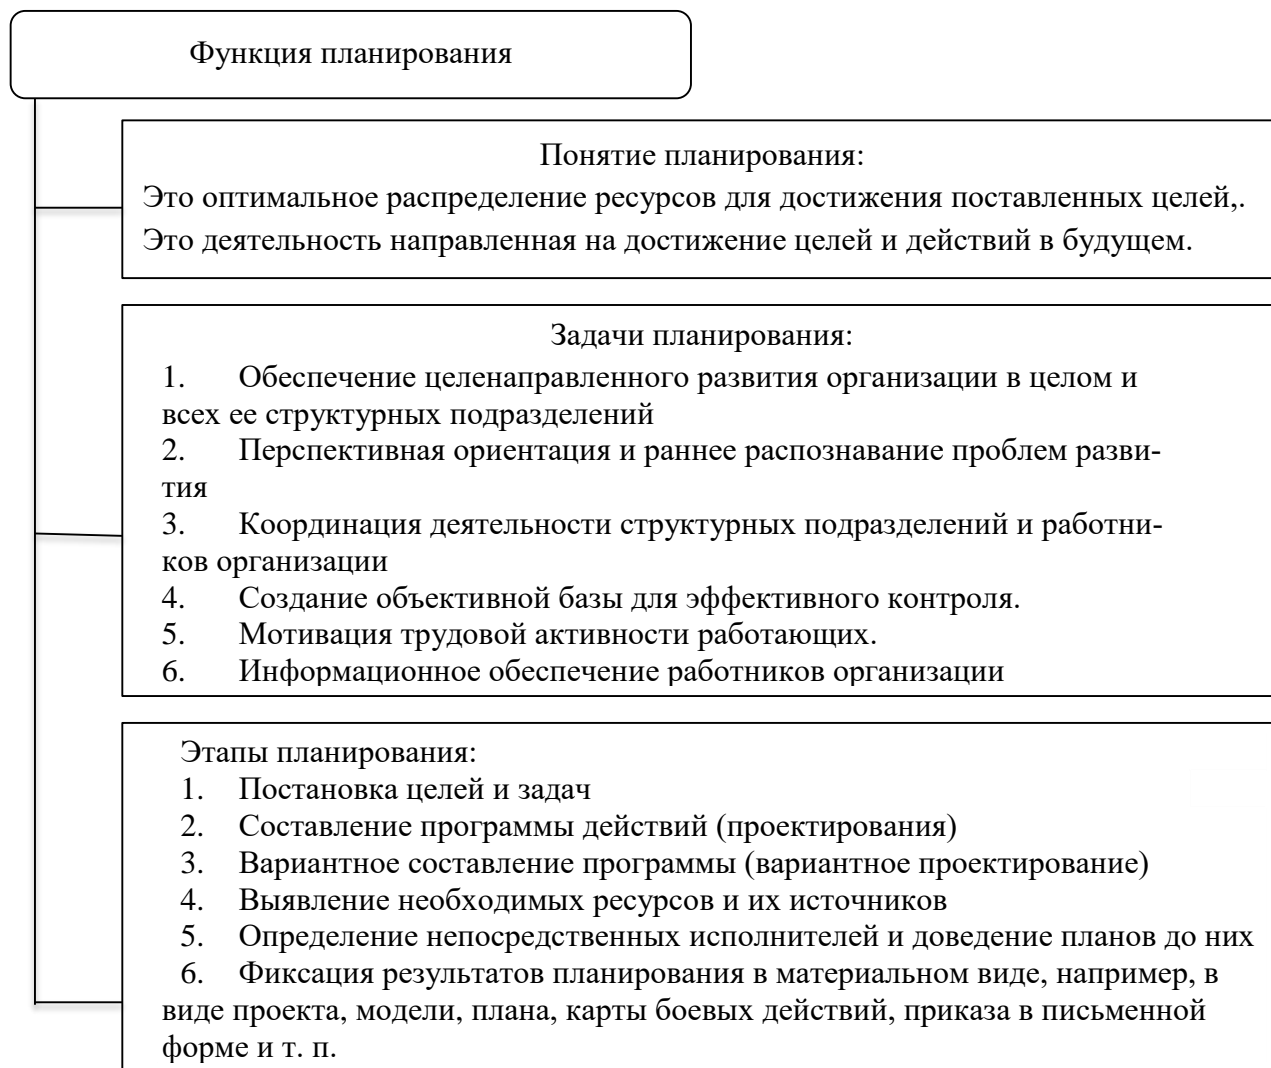 Функция планирования
Понятие планирования:
Это оптимальное распределение ресурсов для достижения поставленных целей,.
Это деятельность направленная на достижение целей и действий в будущем.
Задачи планирования:
1. Обеспечение целенаправленного развития организации в целом и
всех ее структурных подразделений
2. Перспективная ориентация и раннее распознавание проблем разви-
тия
3. Координация деятельности структурных подразделений и работни-
ков организации
4. Создание объективной базы для эффективного контроля.
5. Мотивация трудовой активности работающих.
6. Информационное обеспечение работников организации
Этапы планирования:
1. Постановка целей и задач
2. Составление программы действий (проектирования)
3. Вариантное составление программы (вариантное проектирование)
4. Выявление необходимых ресурсов и их источников
5. Определение непосредственных исполнителей и доведение планов до них
6. Фиксация результатов планирования в материальном виде, например, в
виде проекта, модели, плана, карты боевых действий, приказа в письменной
форме и т. п.